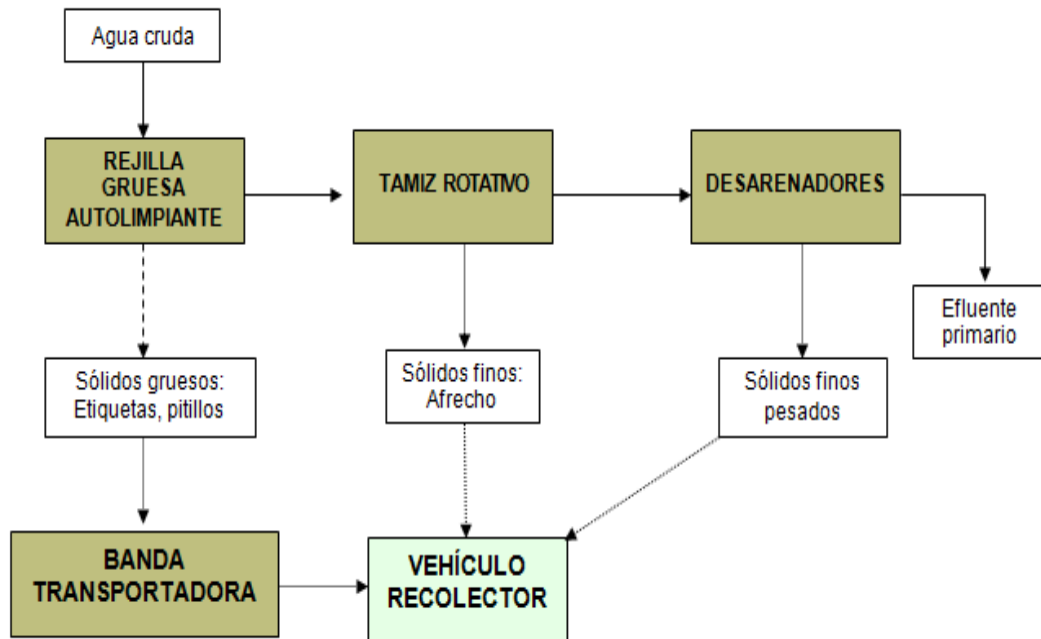 Agua cruda
REJILLA
GRUESA
AUTOLIMPIANTE
TAMIZ ROTATIVO
DESARENADORES
Efluente
primario
Sólidos gruesos:
Etiquetas, pitillos
Sólidos finos:
Afrecho
Sólidos finos
pesados
BANDA
TRANSPORTADORA
VEHÍCULO
RECOLECTOR